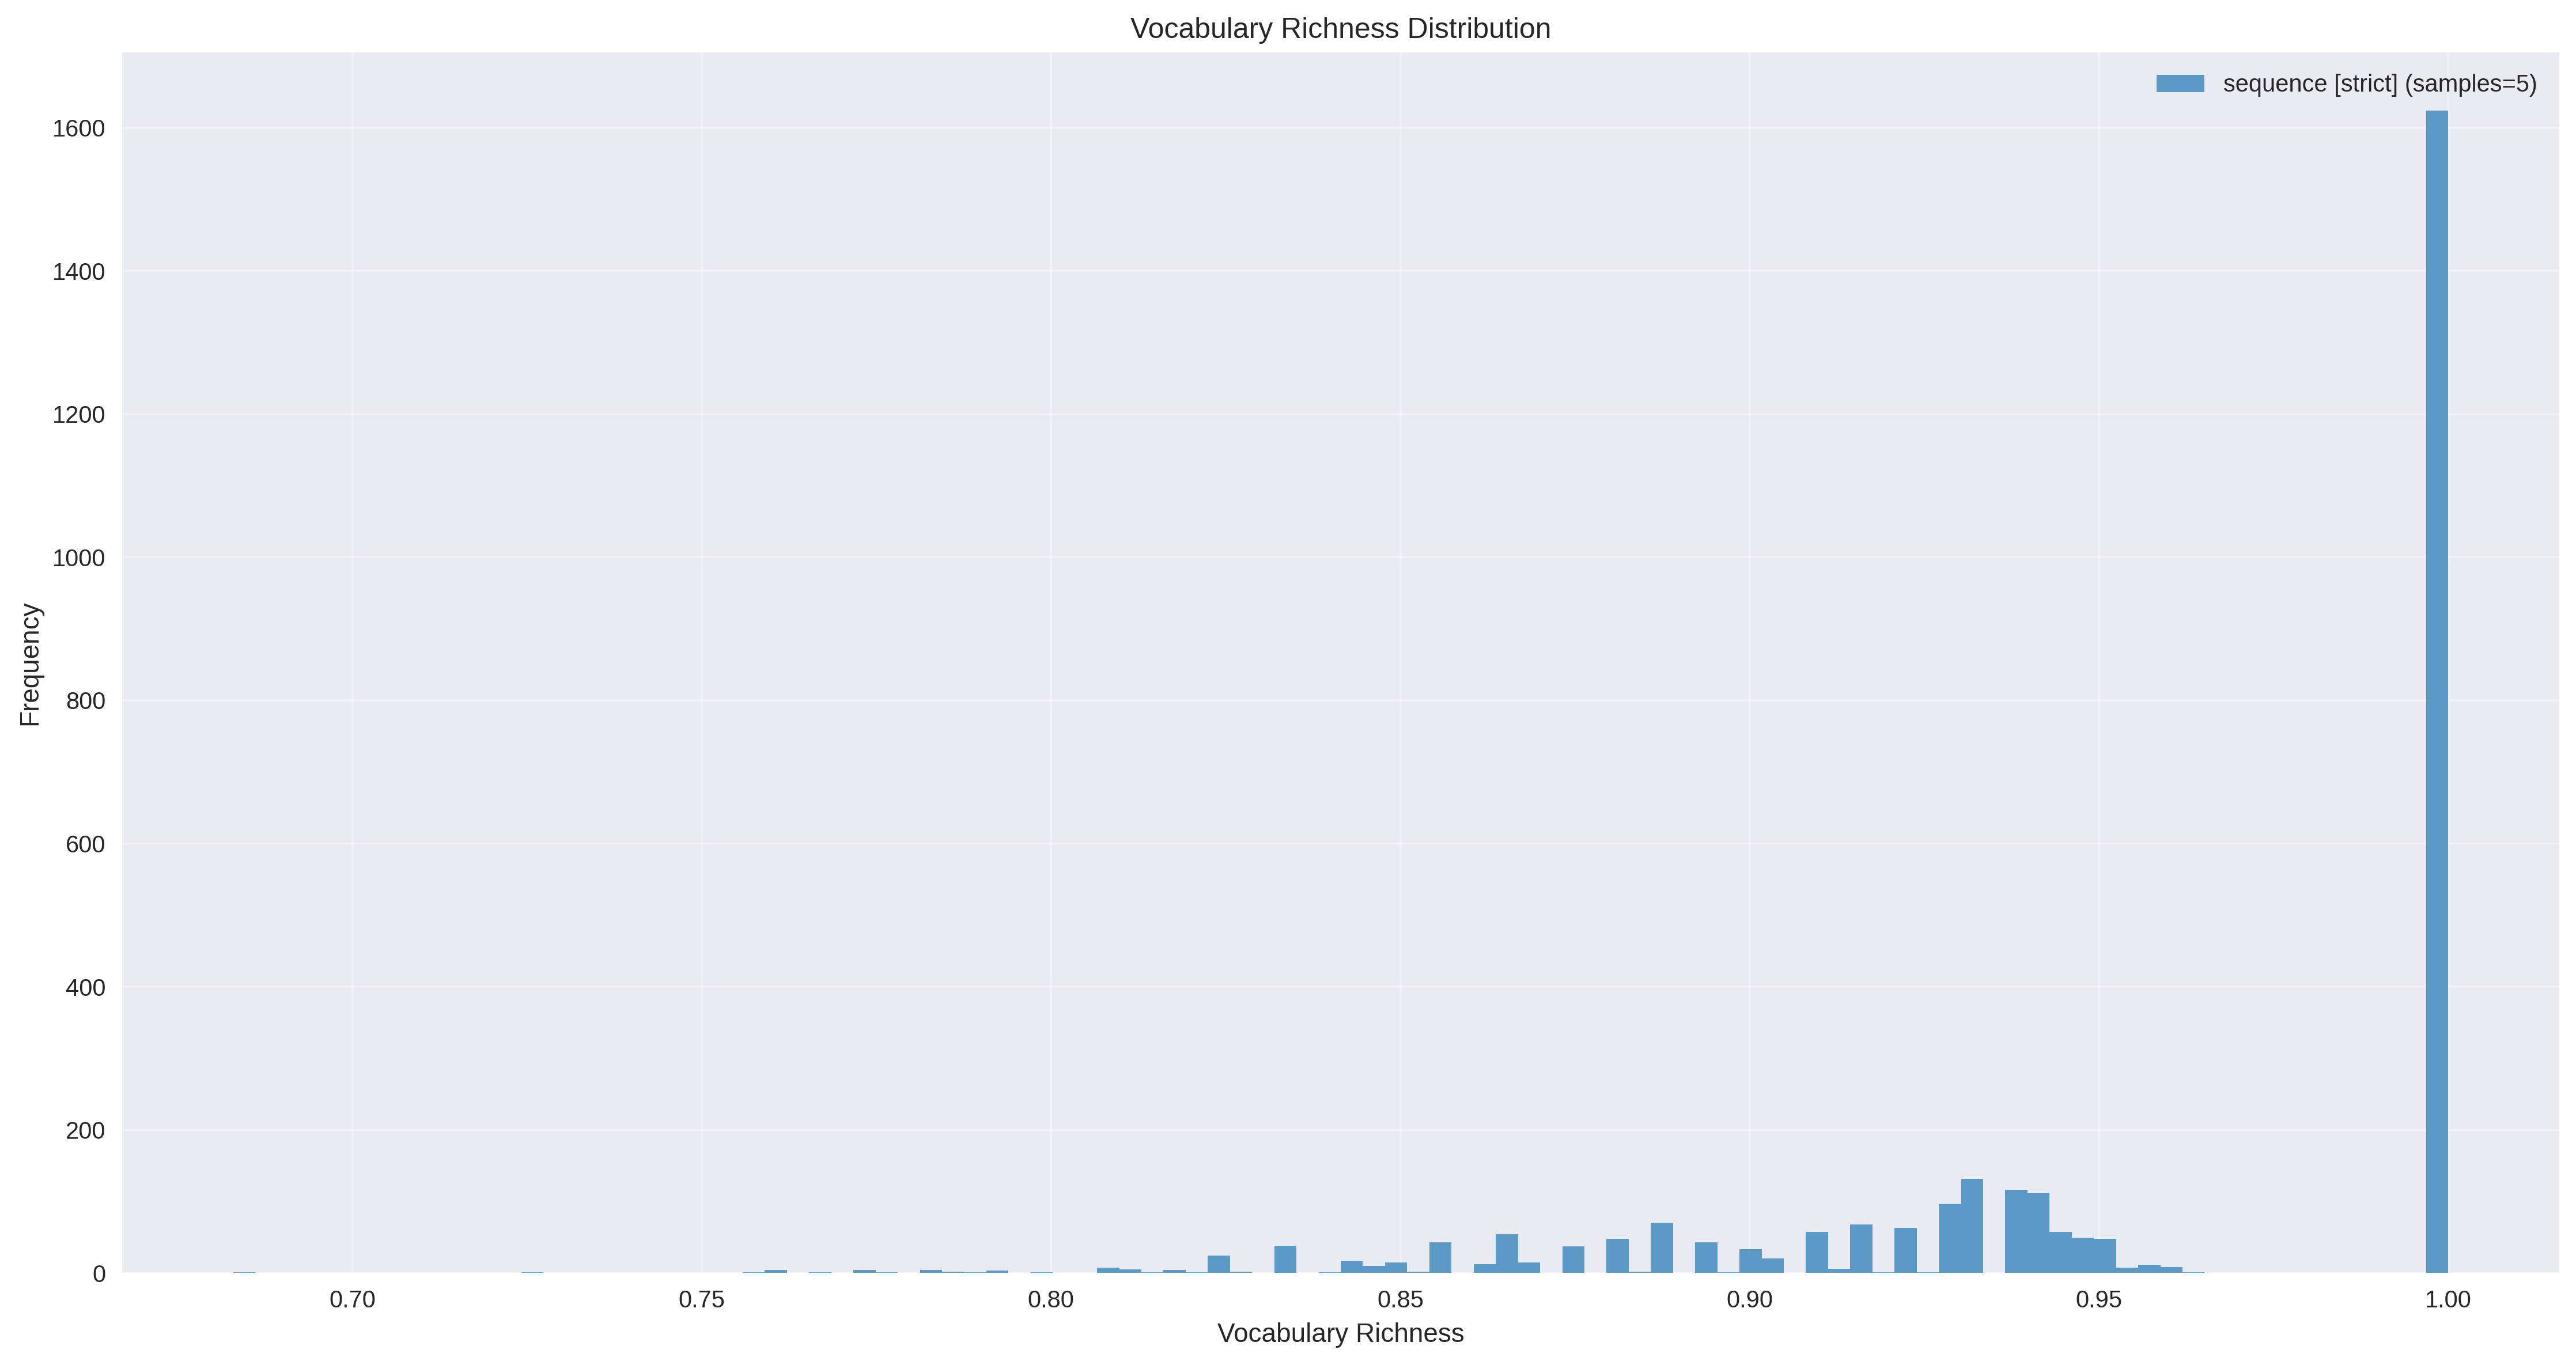 Vocabulary Richness Distribution
sequence [strict] (samples=5)
1600
1400
1200
1000
800
600
400
200
0
Frequency
0.70 0.75 0.80 0.85 0.90 0.95 1.00
Vocabulary Richness